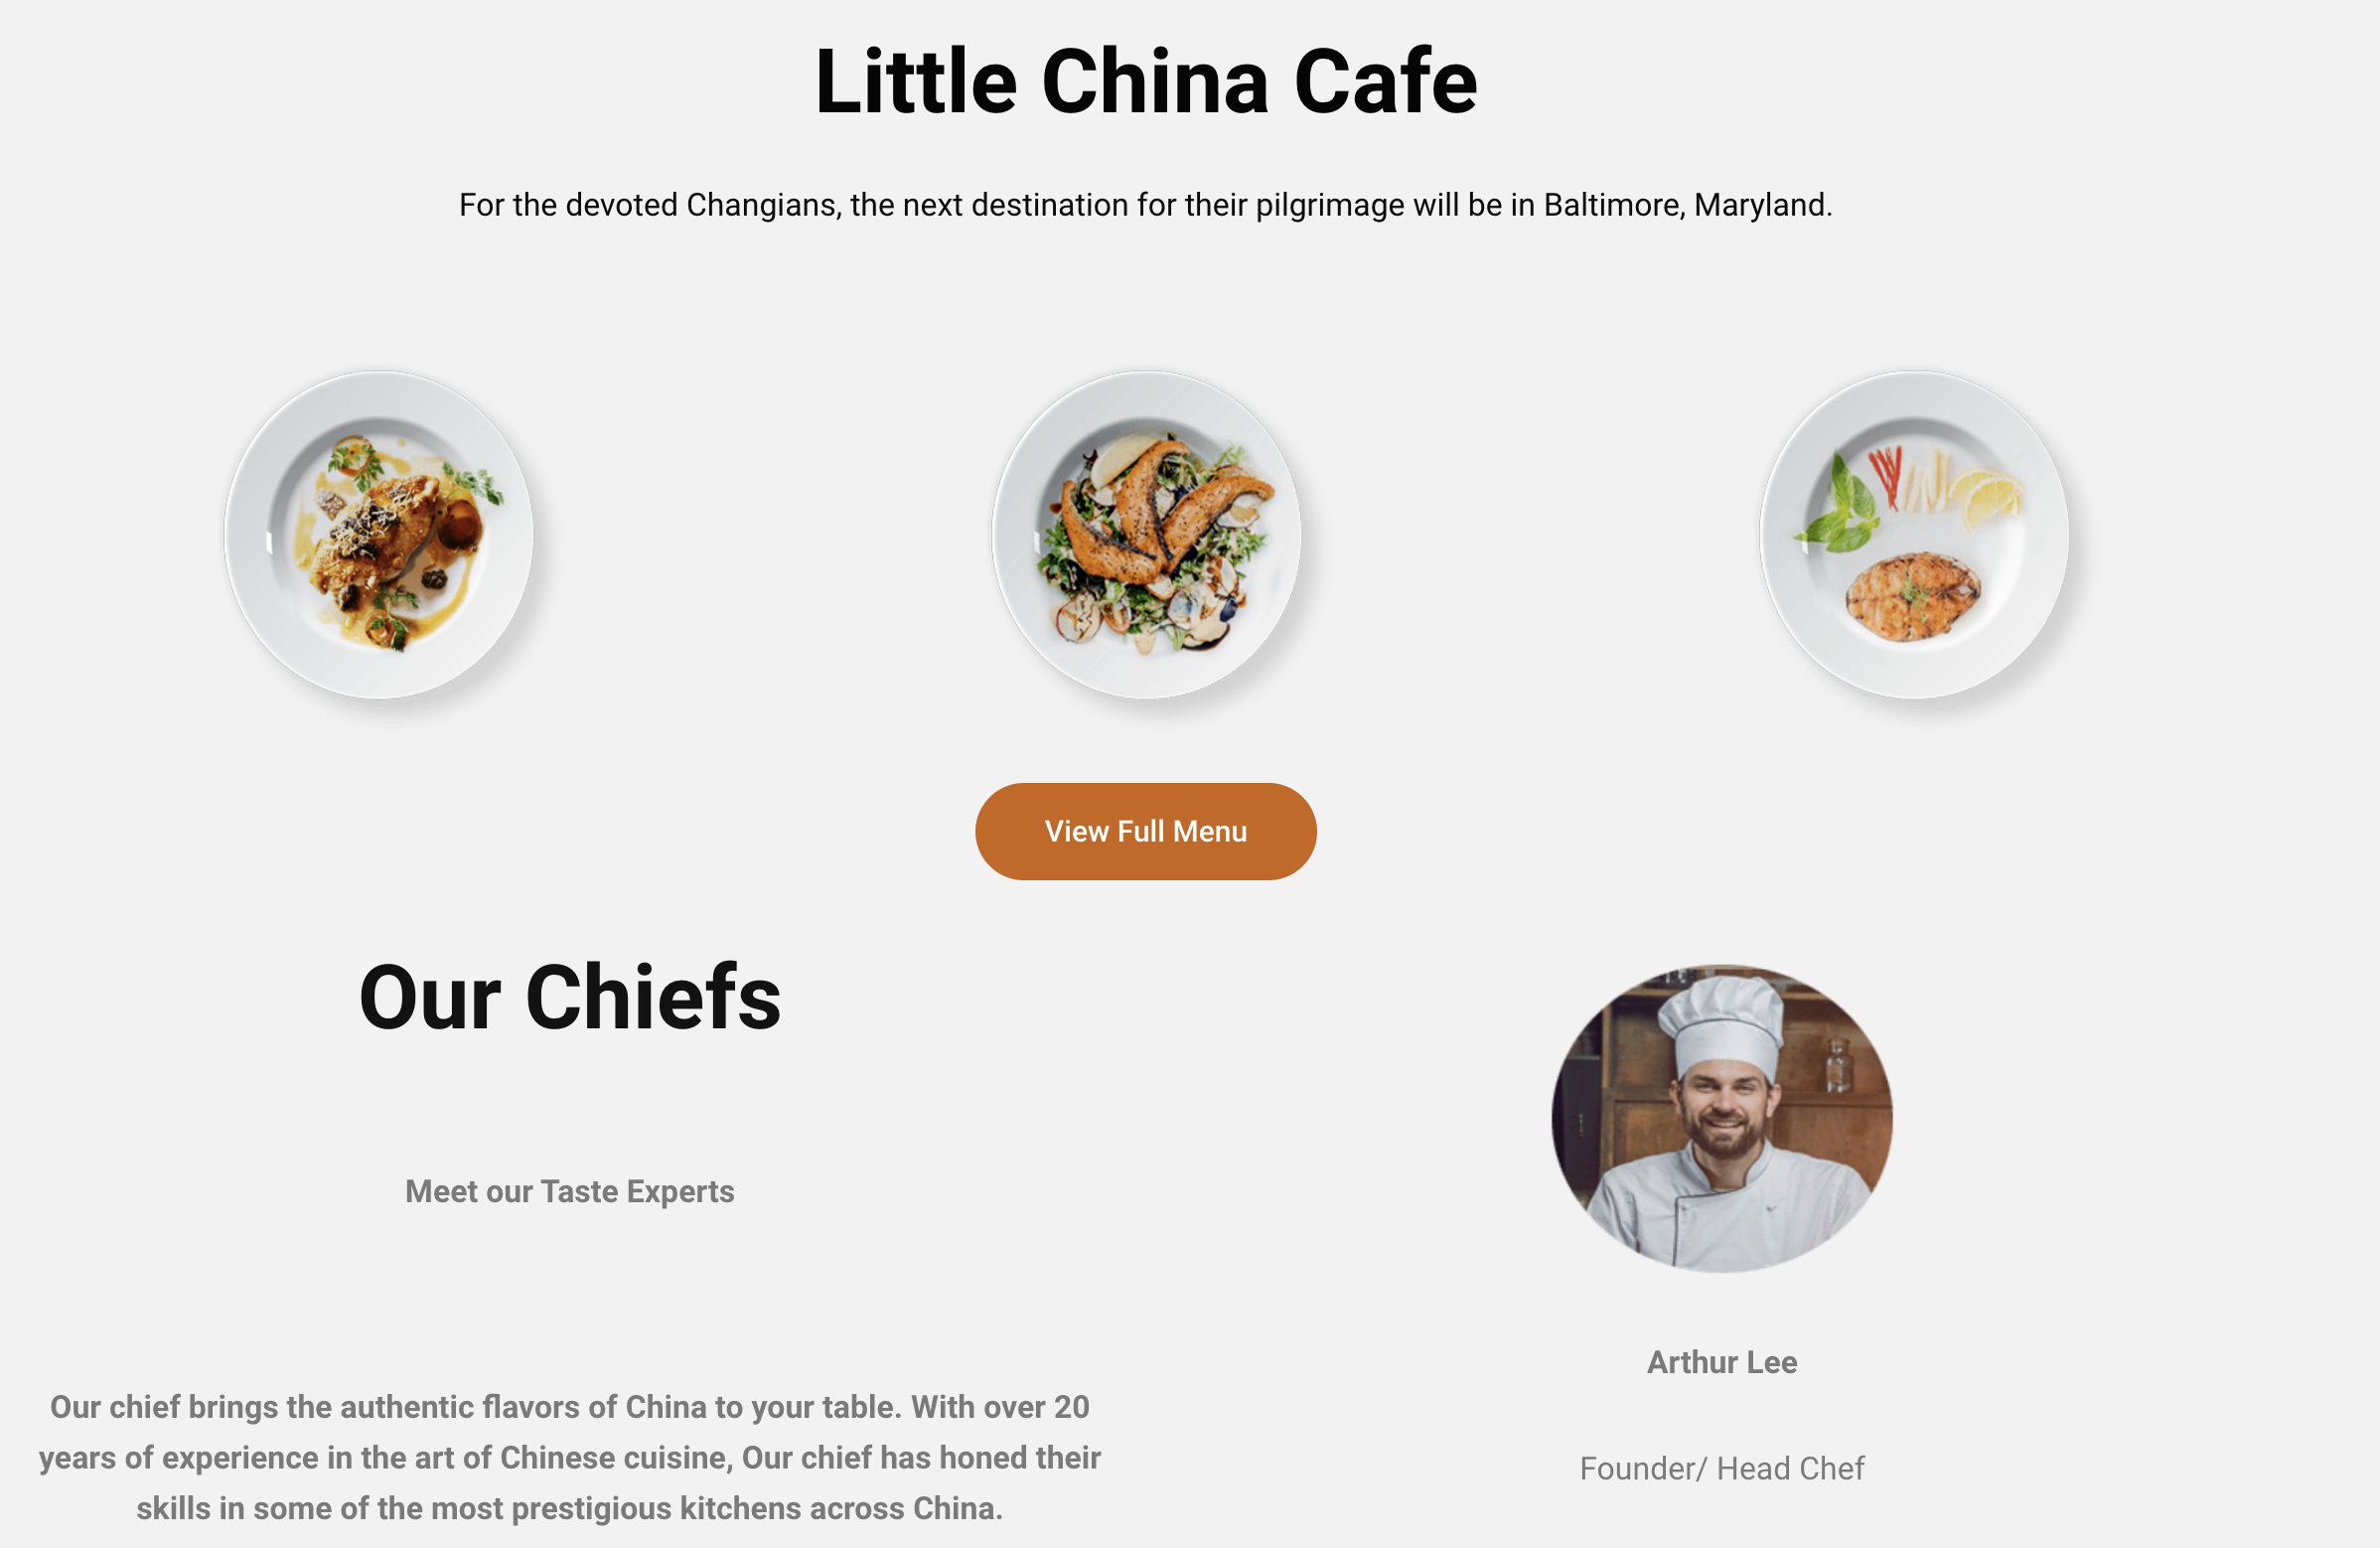 Little China Cafe
For the devoted Changians, the next destination for their pilgrimage will be in Baltimore, Maryland.
View Full Menu
Our Chiefs
Meet our Taste Experts
Our chief brings the authentic flavors of China to your table. With over 20
years of experience in the art of Chinese cuisine, Our chief has honed their
skills in some of the most prestigious kitchens across China.
Arthur Lee
Founder/ Head Chef